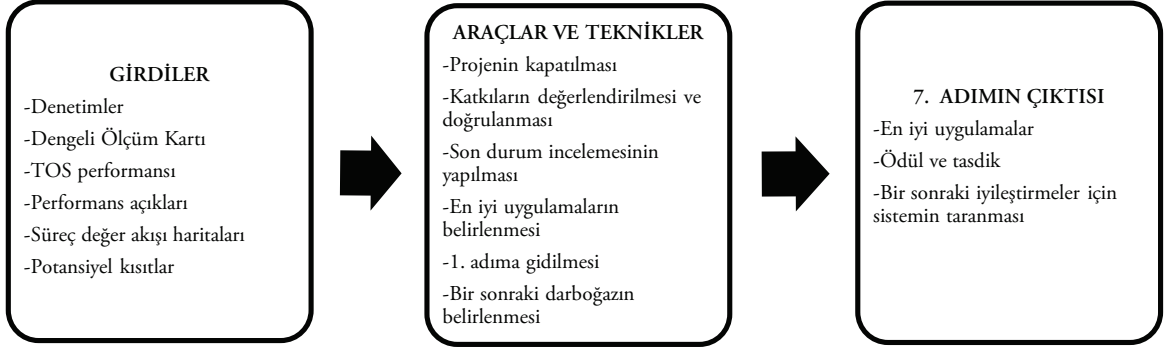 GİRDİLER
-Denetimler
-Dengeli Ölçüm Kartı
-TOS performansı
-Performans açıkları
-Süreç değer akışı haritaları
-Potansiyel kısıtlar
ARAÇLAR VE TEKNİKLER
-Projenin kapatılması
-Katkıların değerlendirilmesi ve
doğrulanması
-Son durum incelemesinin
yapılması
-En iyi uygulamaların
belirlenmesi
-1. adıma gidilmesi
-Bir sonraki darboğazın
belirlenmesi
7. ADIMIN ÇIKTISI
-En iyi uygulamalar
-Ödül ve tasdik
-Bir sonraki iyileştirmeler için
sistemin taranması